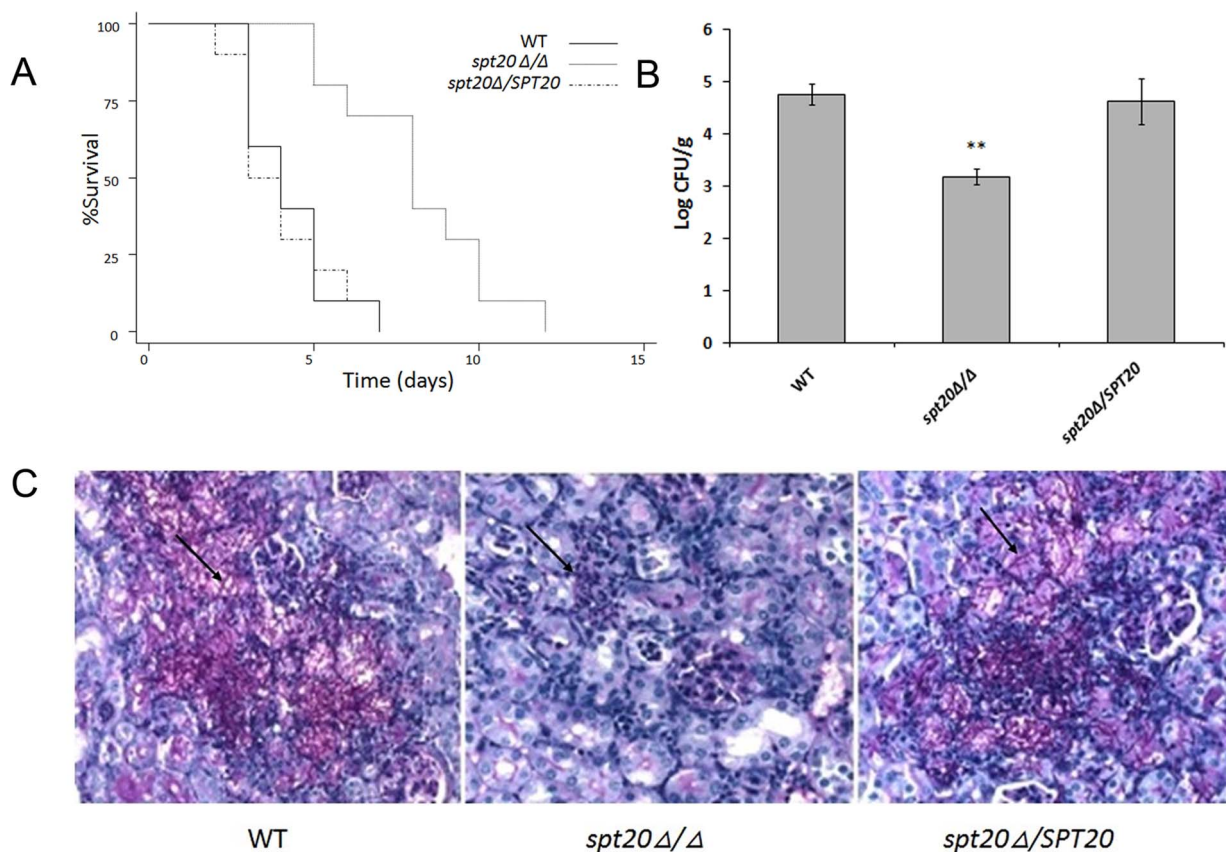 A
%Survival
100
75
50
25
0
0
5
10
15
Time (days)
WT
spt20Δ/Δ
spt20Δ/SPT20
B
Log CFU/g
6
5
4
3
2
1
0
**
WT
spt20Δ/Δ
spt20Δ/SPT20
C
WT
spt20Δ/Δ
spt20Δ/SPT20